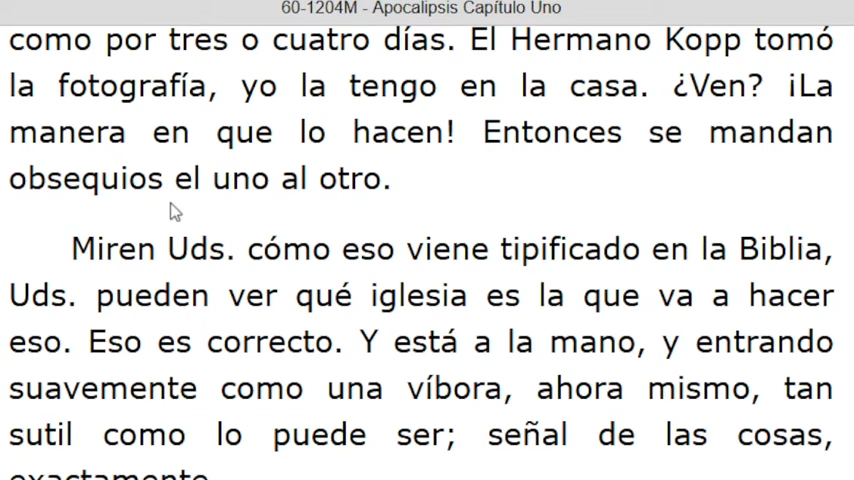 60-1204M - Apocalipsis Capítulo Uno
como por tres o cuatro días. El Hermano Kopp tomó
la fotografía, yo la tengo en la casa. ¿Ven? ¡La
manera en que lo hacen! Entonces se mandan
obsequios el uno al otro.
Miren Uds. cómo eso viene tipificado en la Biblia,
Uds. pueden ver qué iglesia es la que va a hacer
eso. Eso es correcto. Y está a la mano, y entrando
suavemente como una víbora, ahora mismo, tan
sutil como lo puede ser; señal de las cosas,
exactamente